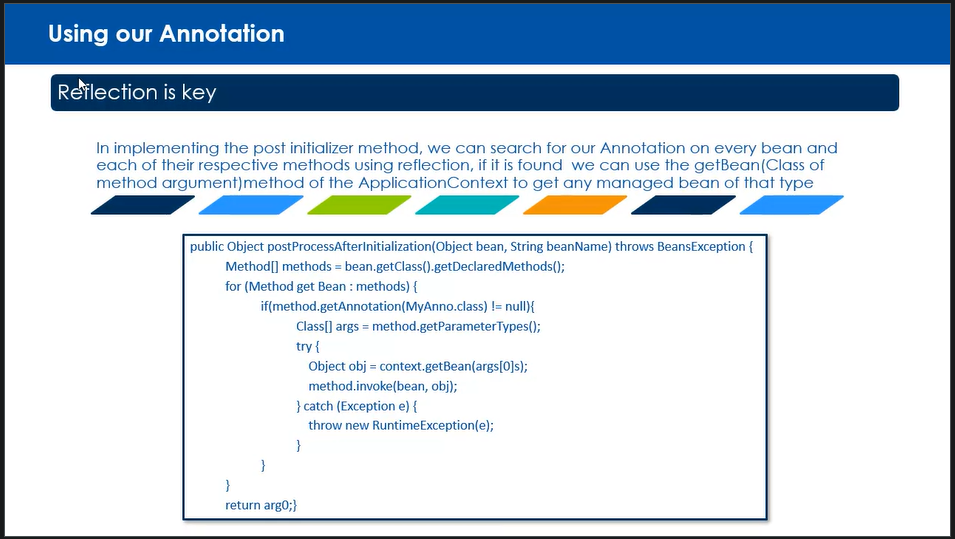 Using our Annotation
Reflection is key
In implementing the post initializer method, we can search for our Annotation on every bean and
each of their respective methods using reflection, if it is found  we can use the getBean(Class of
method argument)method of the ApplicationContext to get any managed bean of that type
public Object postProcessAfterInitialization(Object bean, String beanName) throws BeansException {
Method[] methods = bean.getClass().getDeclaredMethods();
for (Method get Bean : methods) {
if(method.getAnnotation(MyAnno.class) != null){
Class[] args = method.getParameterTypes();
try {
Object obj = context.getBean(args[0]s);
method.invoke(bean, obj);
} catch (Exception e) {
throw new RuntimeException(e);
}
}
}
return arg0;}